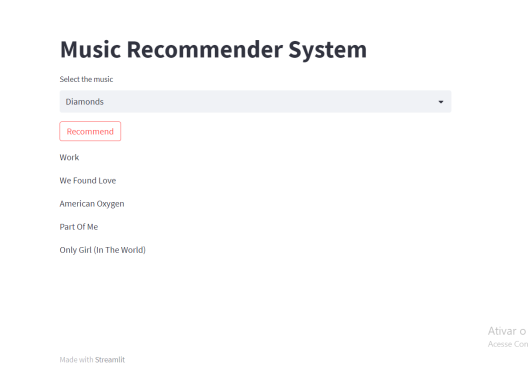 Music Recommender System
Select the music
Diamonds
Recommend
Work
We Found Love
American Oxygen
Part Of Me
Only Girl (In The World)
Ativar o
Acesse Con
Made with Streamlit